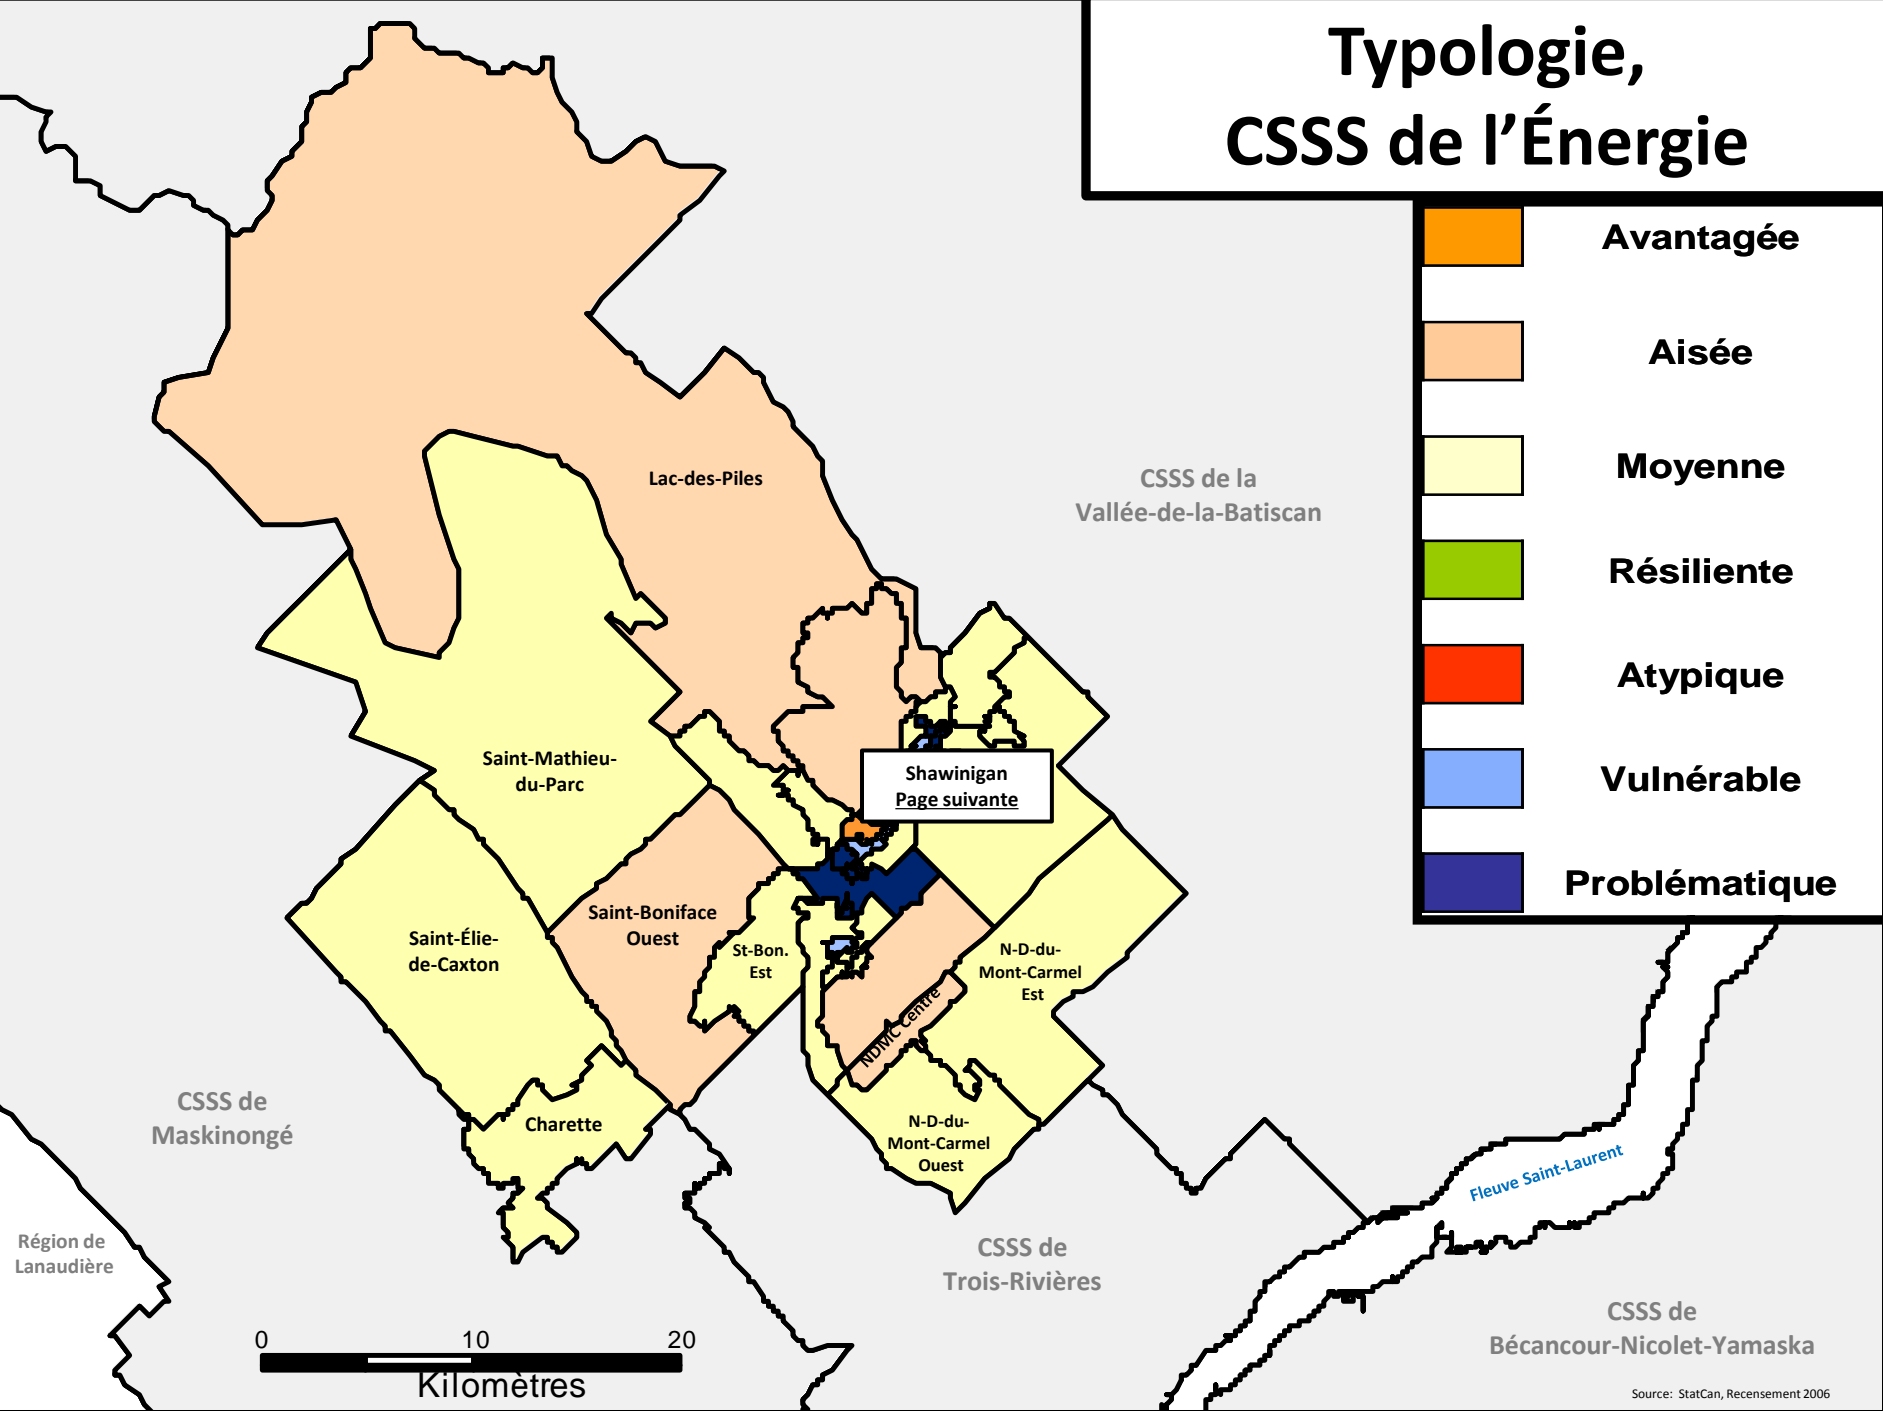 Typologie,
CSSS de l'Énergie
Avantagée
Aisée
Moyenne
Résiliente
Atypique
Vulnérable
Problématique
Lac-des-Piles
CSSS de la
Vallée-de-la-Batiscan
Saint-Mathieu-
du-Parc
Shawinigan
Page suivante
Saint-Boniface
Ouest
Saint-Élie-
de-Caxton
St-Bon.
Est
N-D-du-
Mont-Carmel
Est
NDMC Centre
CSSS de
Maskinongé
Charette
N-D-du-
Mont-Carmel
Ouest
Fleuve Saint-Laurent
Région de
Lanaudière
CSSS de
Trois-Rivières
CSSS de
Bécancour-Nicolet-Yamaska
0 10 20
Kilomètres
Source: StatCan, Recensement 2006